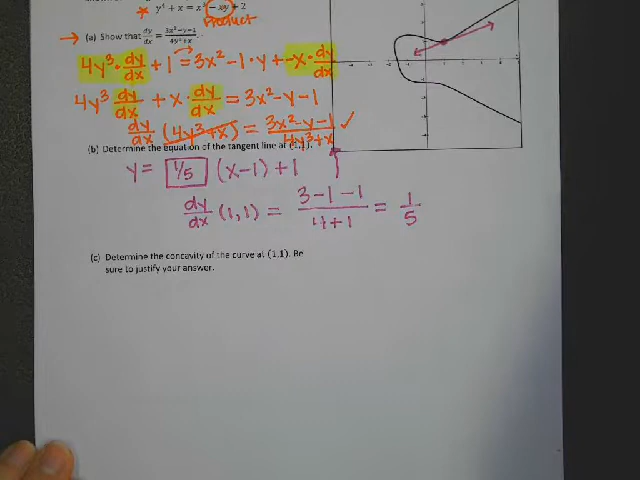 * y⁴ + x = x³ − xy + 2
Product
→ (a) Show that dy/dx = (3x²−y−1)/(4y³+x)
4y³ · dy/dx + 1 = 3x² − 1 · y + −x · dy/dx
4y³ dy/dx + x · dy/dx = 3x² − y − 1
dy/dx (4y³+x) = (3x²−y−1)/(4y³+x) ✓
(b) Determine the equation of the tangent line at (1,1).
y = 1/5 (x−1) + 1
dy/dx (1,1) = (3−1−1)/(4+1) = 1/5
(c) Determine the concavity of the curve at (1,1). Be
sure to justify your answer.